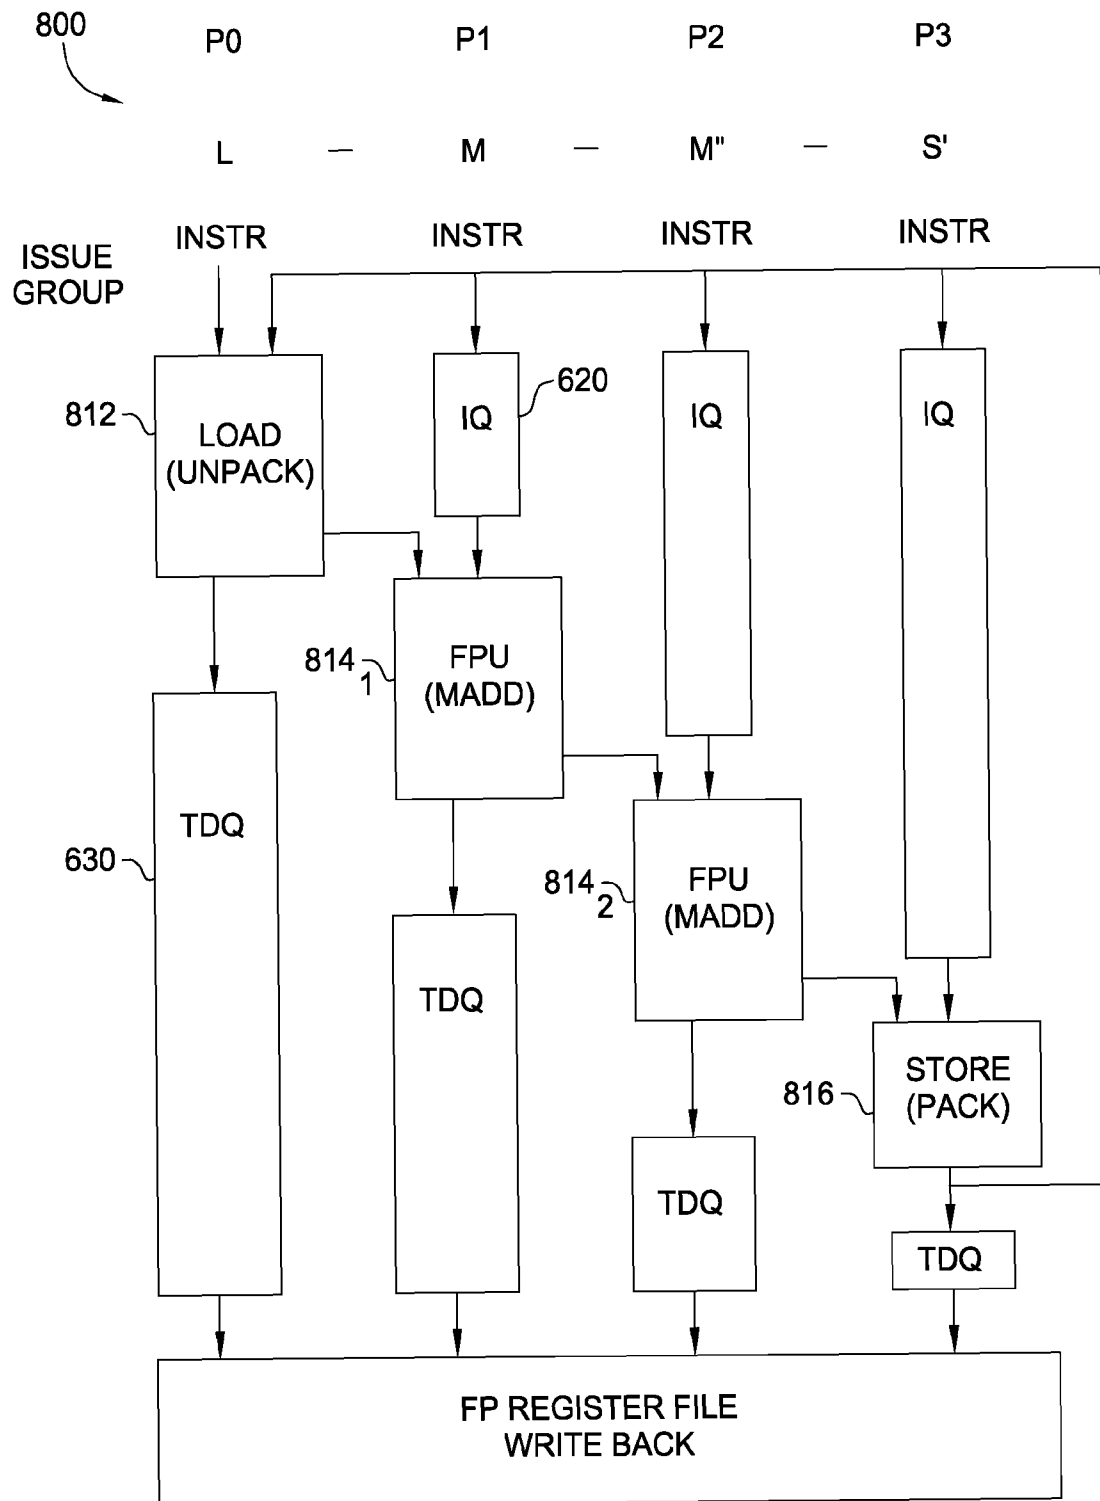 800 P0 P1 P2 P3
L – M – M" – S'
ISSUE GROUP
INSTR INSTR INSTR INSTR
812
LOAD
(UNPACK)
IQ
620
IQ
IQ
814 1
FPU
(MADD)
630
TDQ
814 2
FPU
(MADD)
TDQ
816
STORE
(PACK)
TDQ
TDQ
FP REGISTER FILE
WRITE BACK